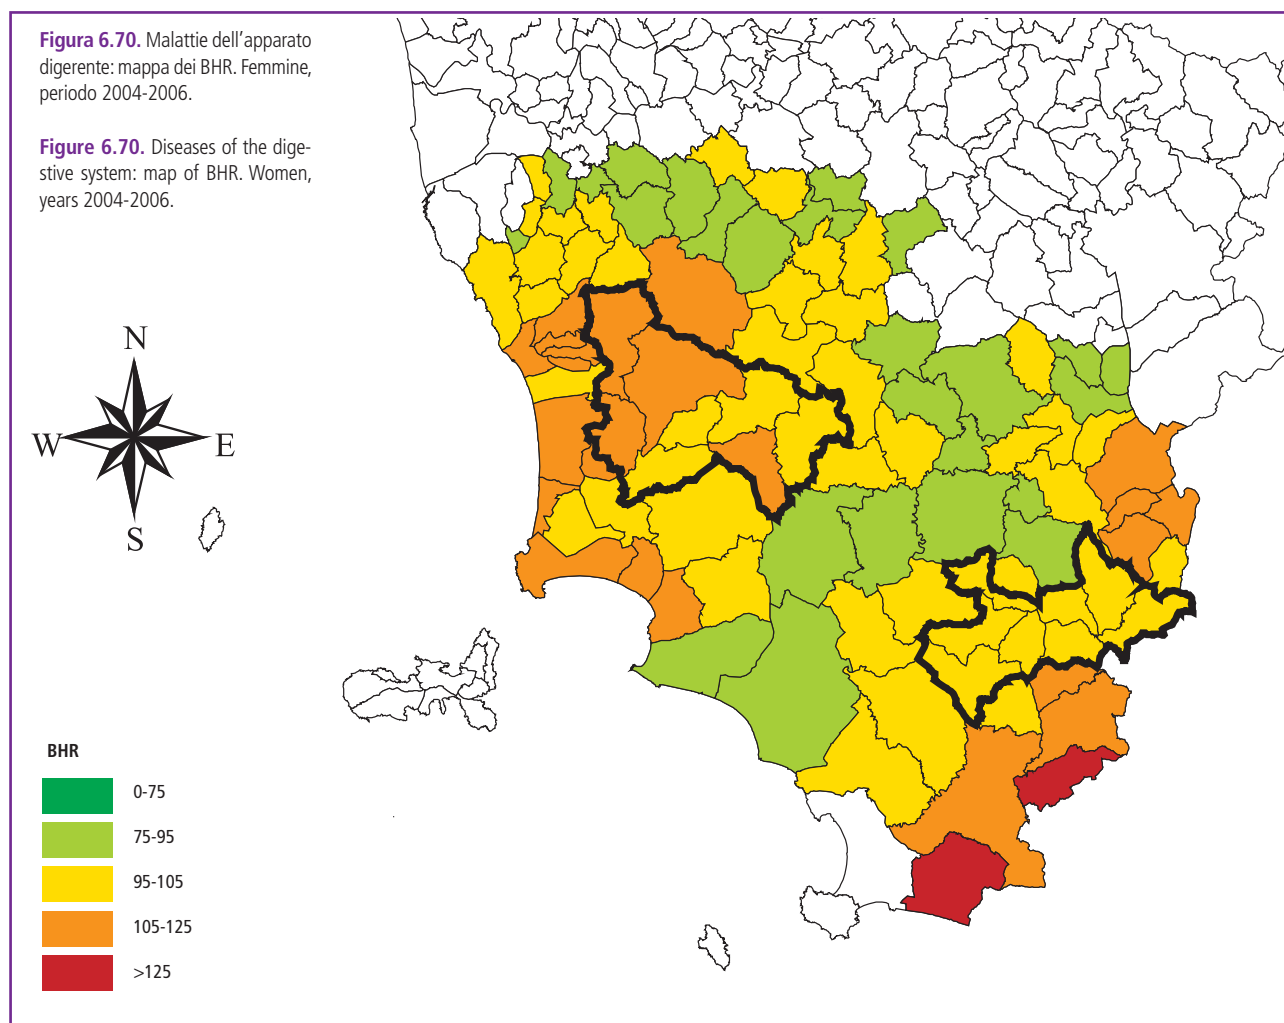 Figura 6.70. Malattie dell'apparato
digerente: mappa dei BHR. Femmine,
periodo 2004-2006.
Figure 6.70. Diseases of the dige-
stive system: map of BHR. Women,
years 2004-2006.
N
W
E
S
BHR
0-75
75-95
95-105
105-125
>125